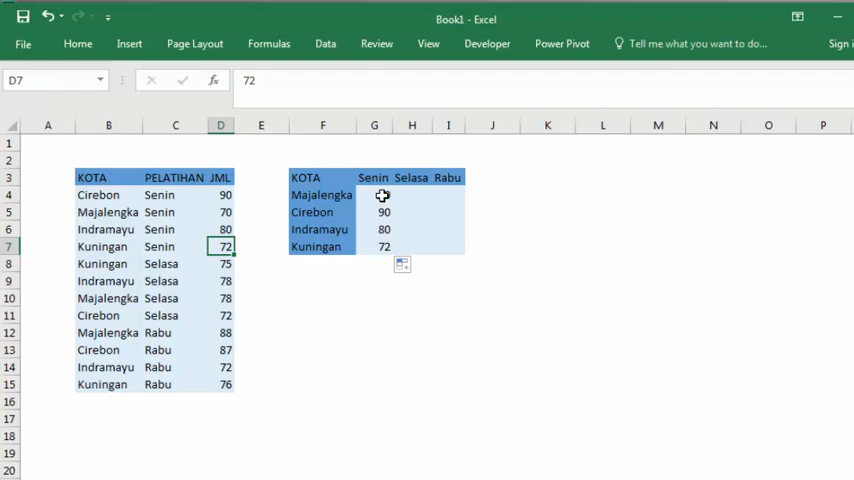 Book1 - Excel
File Home Insert Page Layout Formulas Data Review View Developer Power Pivot Tell me what you want to do... Sign i
D7 fx 72
A B C D E F G H I J K L M N O P
1
2
3 KOTA PELATIHAN JML KOTA Senin Selasa Rabu
4 Cirebon Senin 90 Majalengka
5 Majalengka Senin 70 Cirebon 90
6 Indramayu Senin 80 Indramayu 80
7 Kuningan Senin 72 Kuningan 72
8 Kuningan Selasa 75
9 Indramayu Selasa 78
10 Majalengka Selasa 78
11 Cirebon Selasa 72
12 Majalengka Rabu 88
13 Cirebon Rabu 87
14 Indramayu Rabu 72
15 Kuningan Rabu 76
16
17
18
19
20